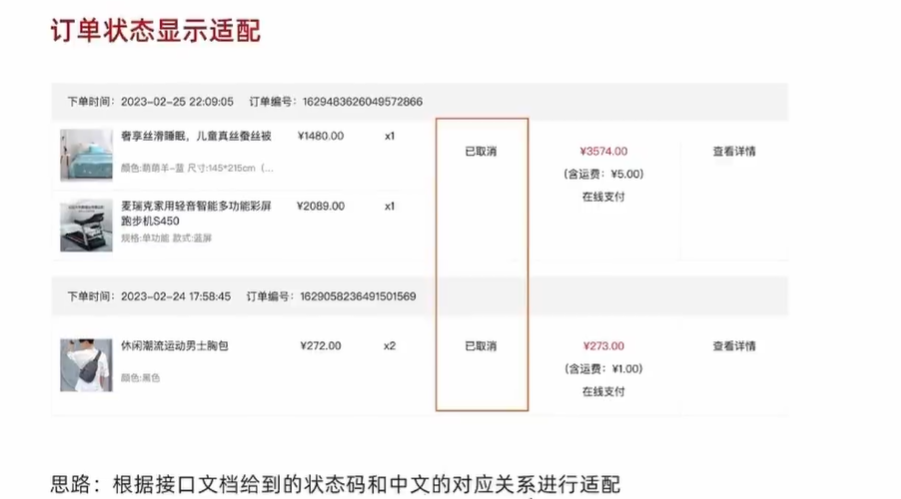 订单状态显示适配
下单时间：2023-02-25 22:09:05 订单编号：1629483626049572866
奢享丝滑睡眠，儿童真丝蚕丝被 ¥1480.00 x1 已取消 ¥3574.00 查看详情
颜色:萌萌羊-蓝 尺寸:145*215cm（... (含运费：¥5.00)
在线支付
麦瑞克家用轻音智能多功能彩屏 ¥2089.00 x1
跑步机S450
规格:单功能 款式:蓝屏
下单时间：2023-02-24 17:58:45 订单编号：1629058236491501569
休闲潮流运动男士胸包 ¥272.00 x2 已取消 ¥273.00 查看详情
(含运费：¥1.00)
颜色:黑色
在线支付
思路：根据接口文档给到的状态码和中文的对应关系进行适配